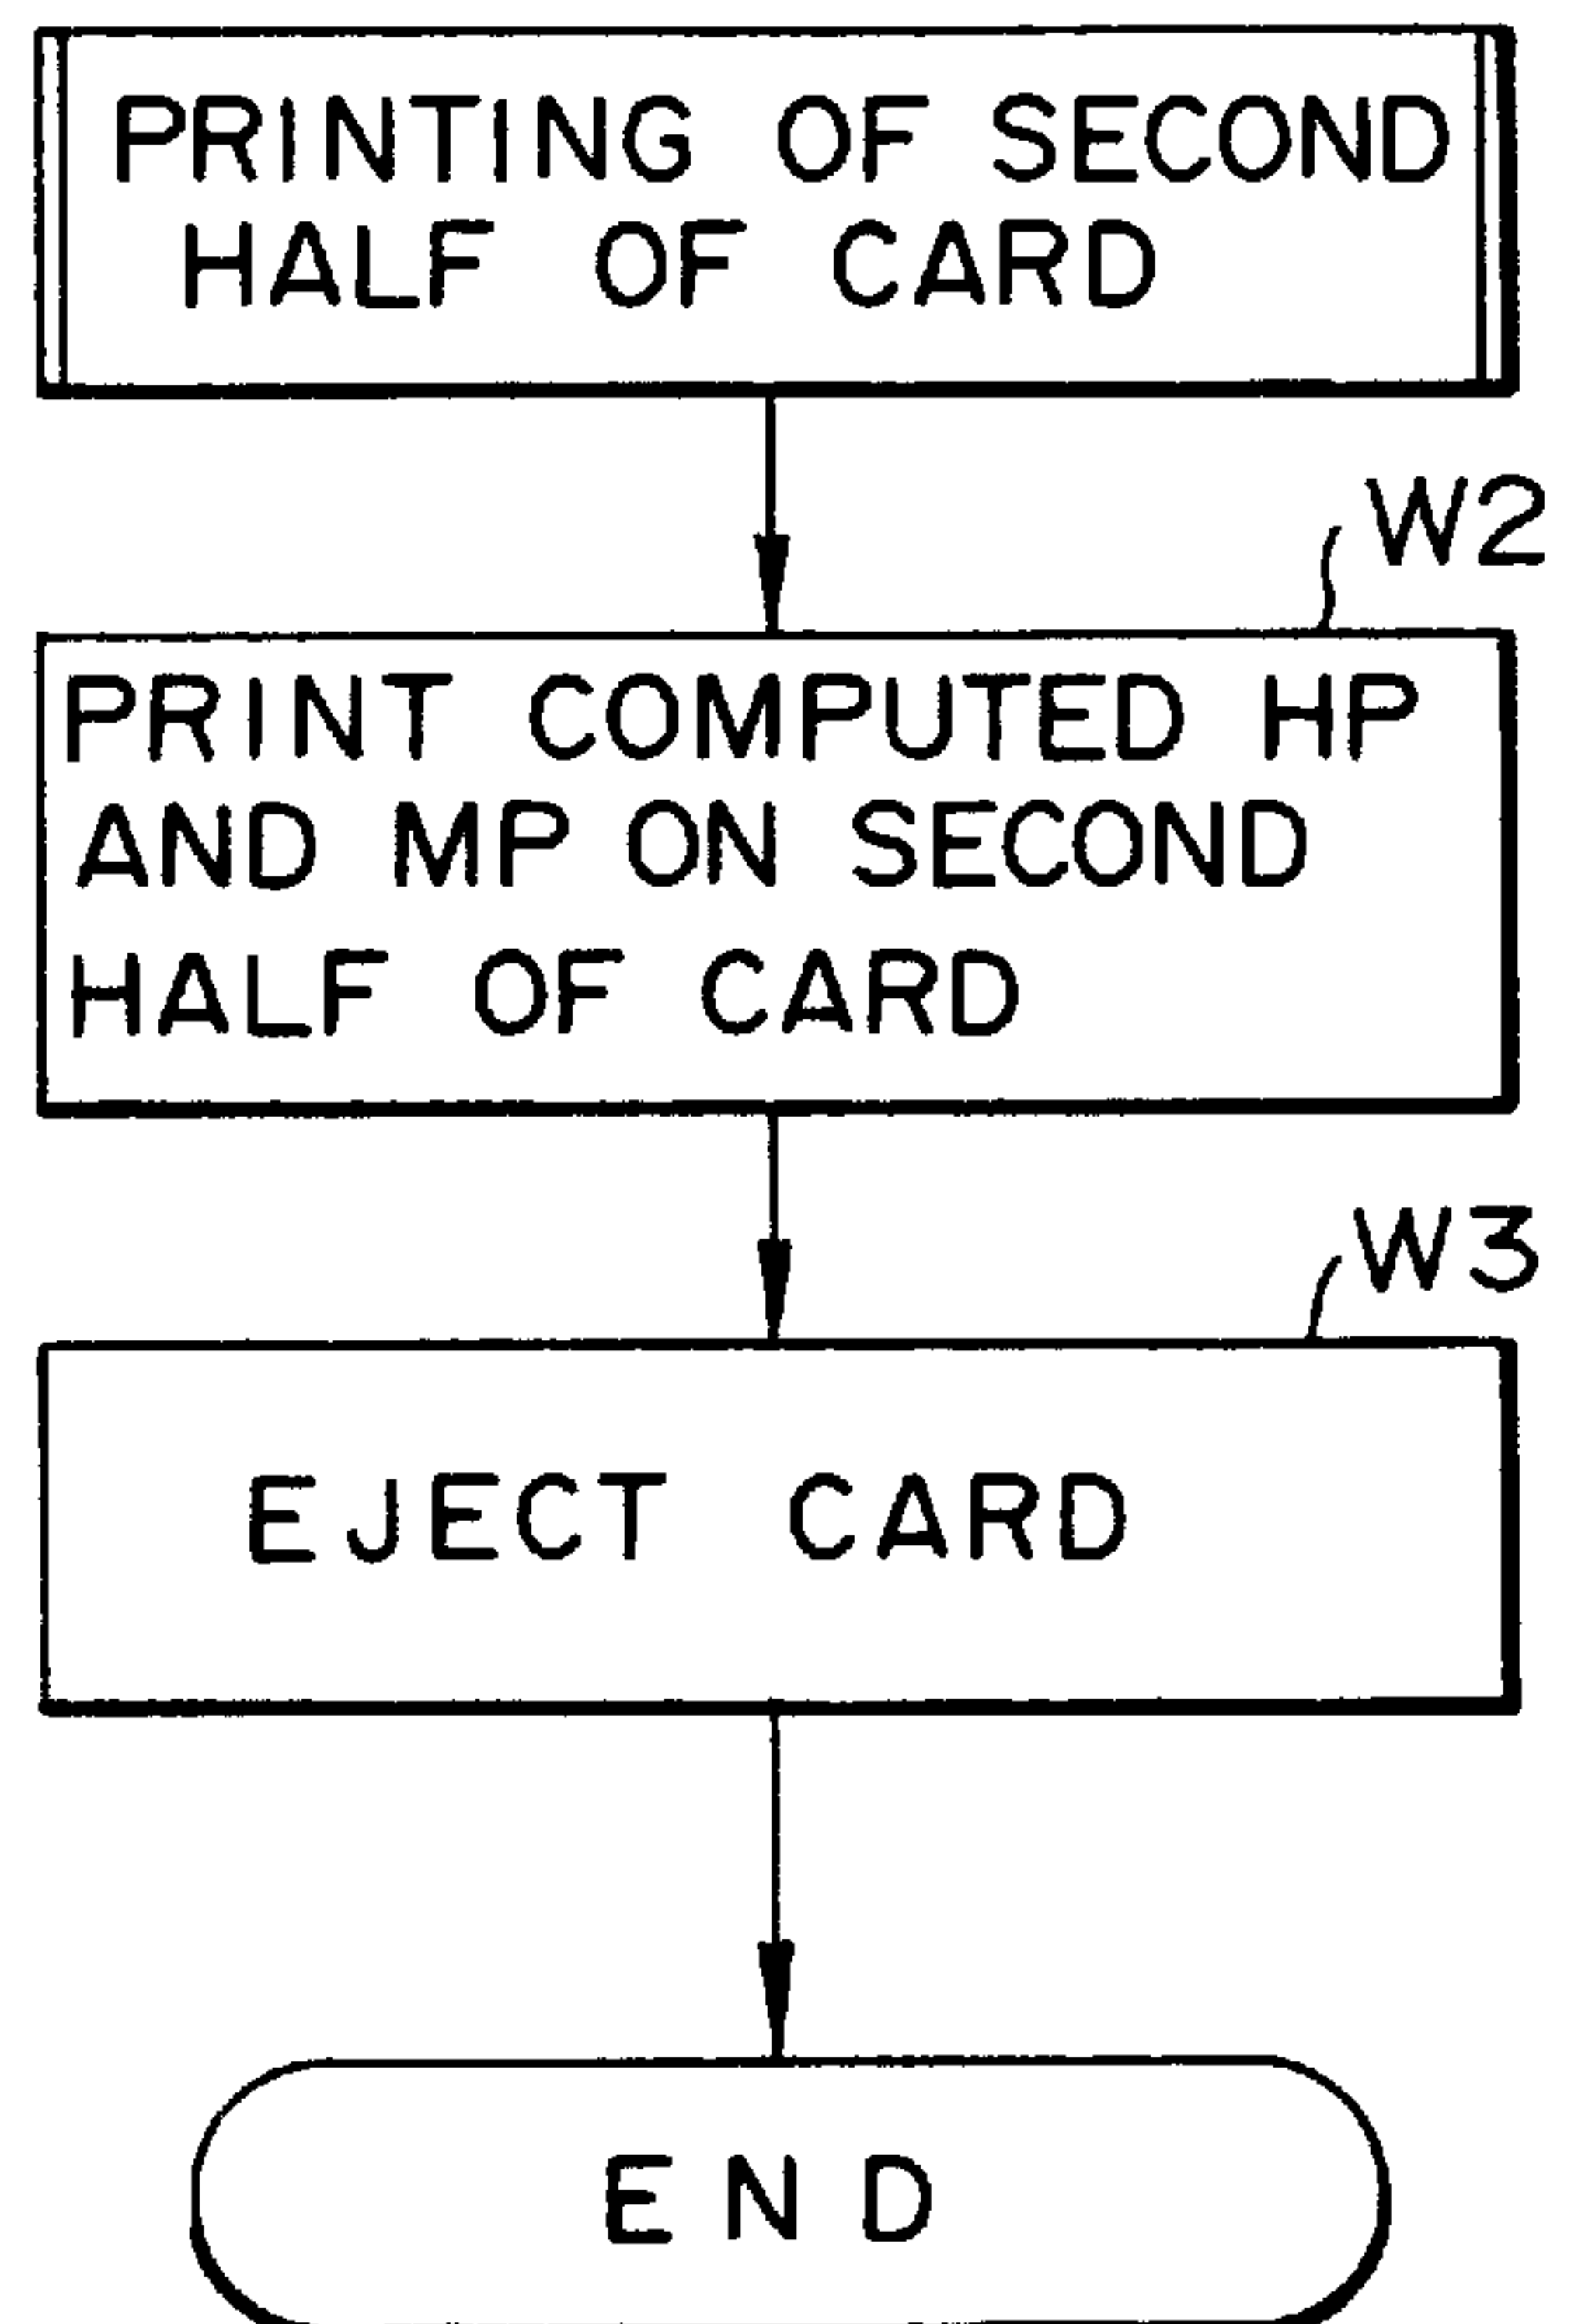 PRINTING OF SECOND
HALF OF CARD
W2
PRINT COMPUTED HP
AND MP ON SECOND
HALF OF CARD
W3
EJECT CARD
END